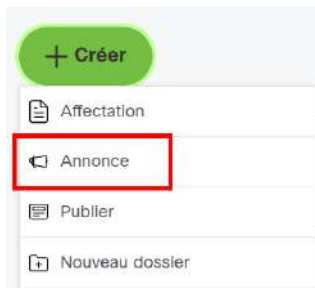 + Créer
Affectation
Annonce
Publier
Nouveau dossier